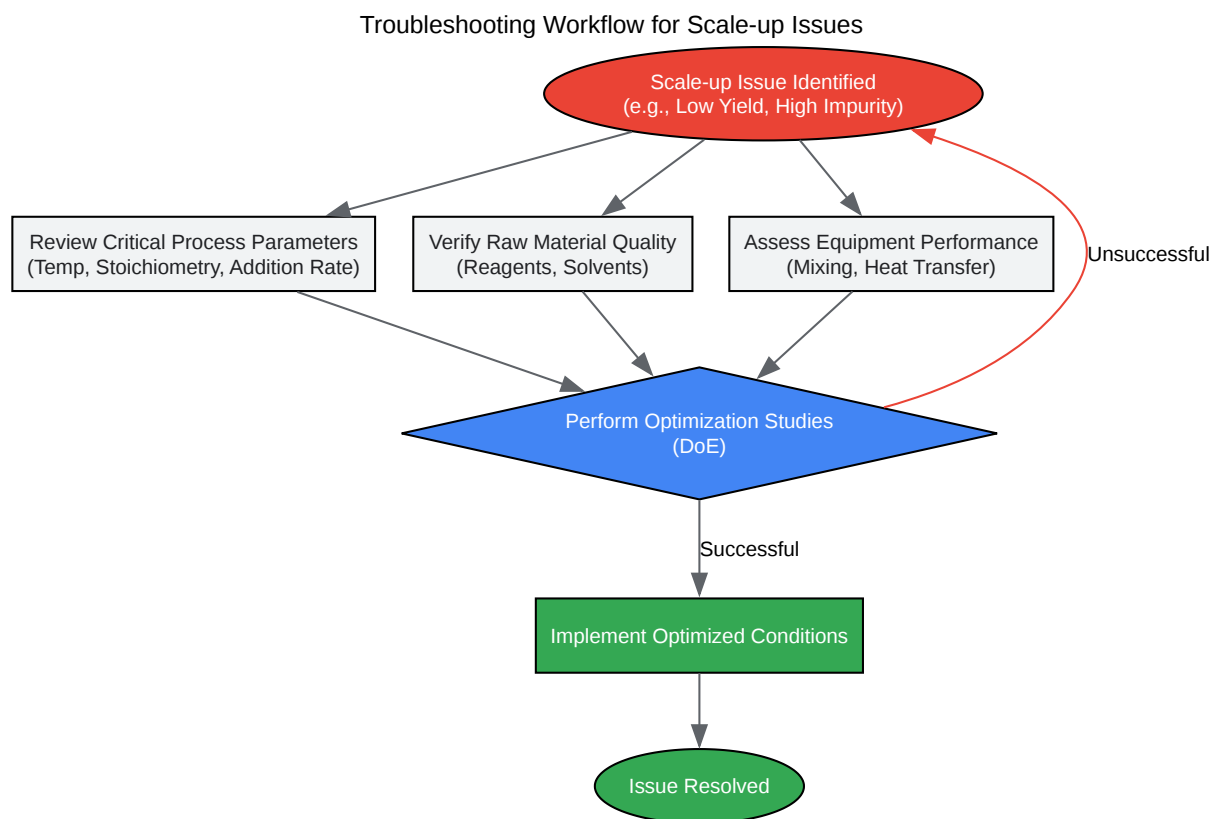 Troubleshooting Workflow for Scale-up Issues
Scale-up Issue Identified
(e.g., Low Yield, High Impurity)
Review Critical Process Parameters
(Temp, Stoichiometry, Addition Rate)
Verify Raw Material Quality
(Reagents, Solvents)
Assess Equipment Performance
(Mixing, Heat Transfer)
Unsuccessful
Perform Optimization Studies
(DoE)
Successful
Implement Optimized Conditions
Issue Resolved